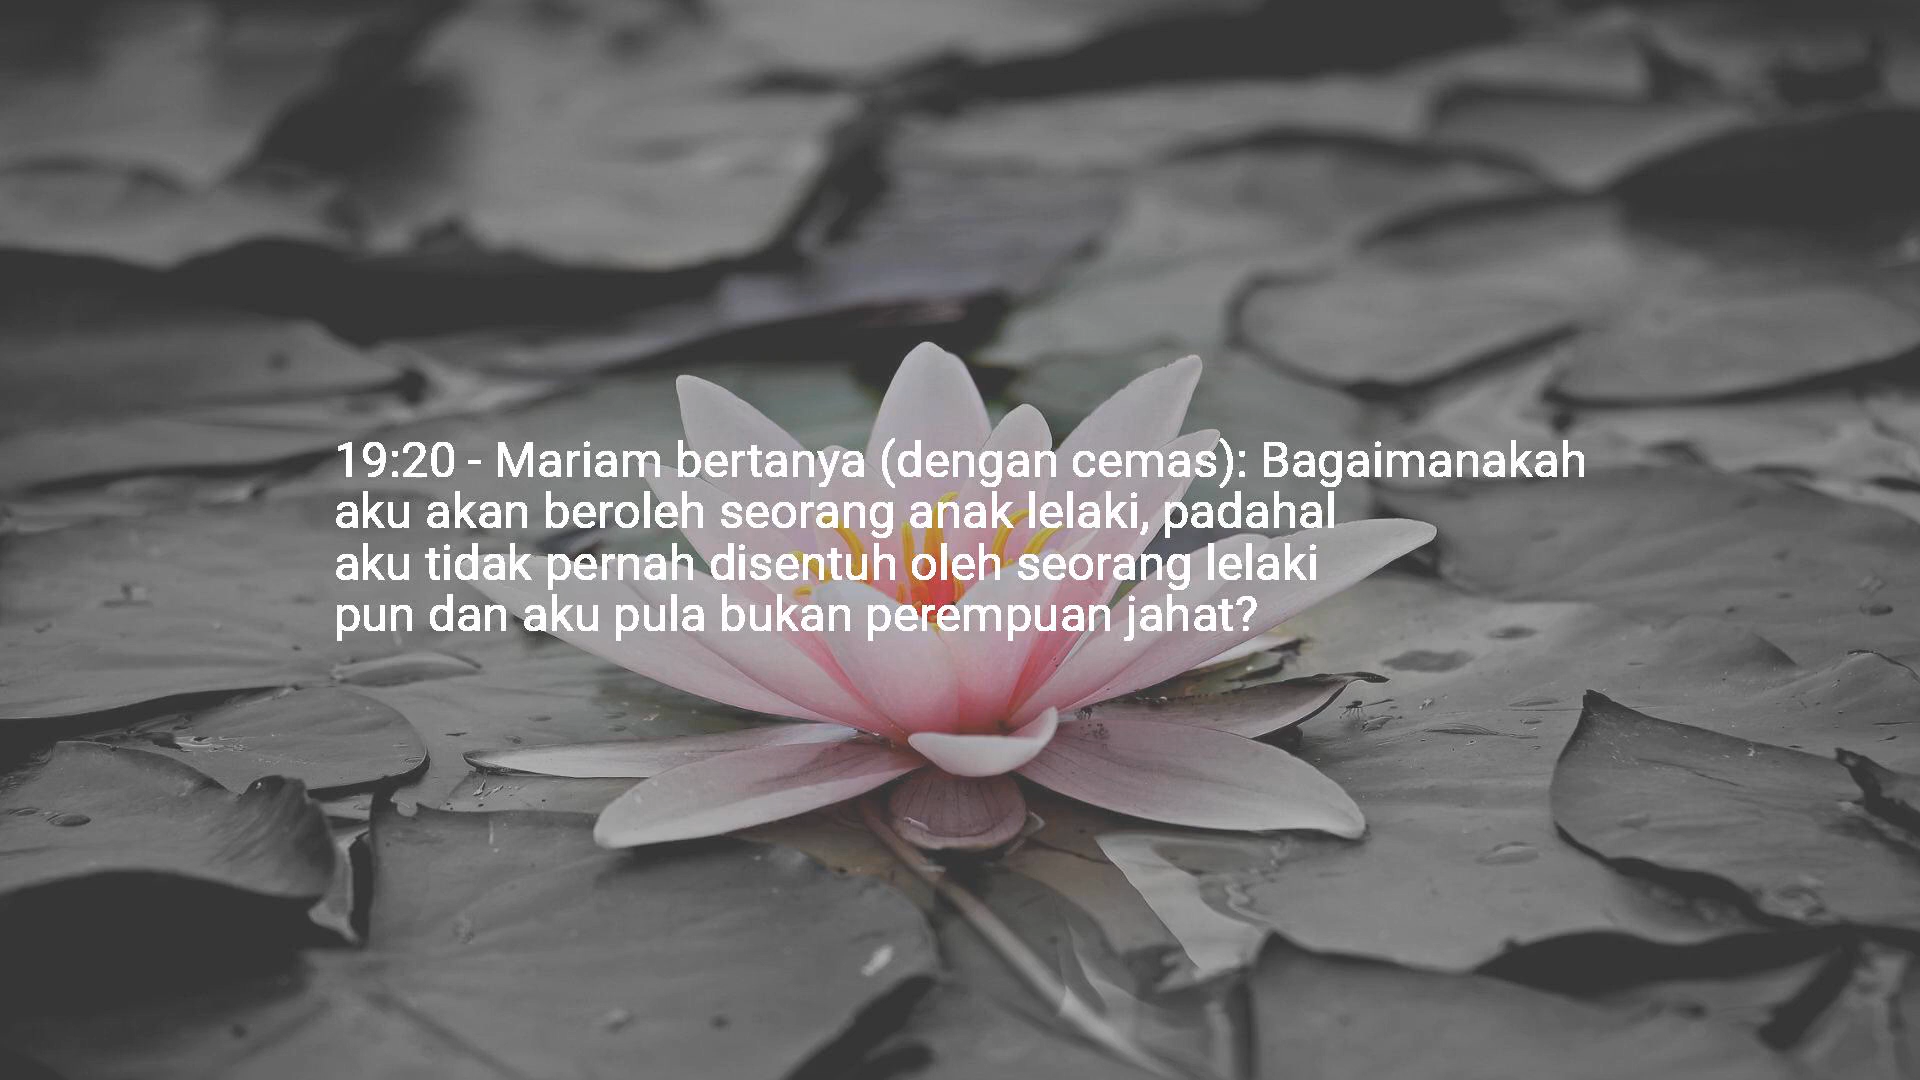 19:20 - Mariam bertanya (dengan cemas): Bagaimanakah
aku akan beroleh seorang anak lelaki, padahal
aku tidak pernah disentuh oleh seorang lelaki
pun dan aku pula bukan perempuan jahat?